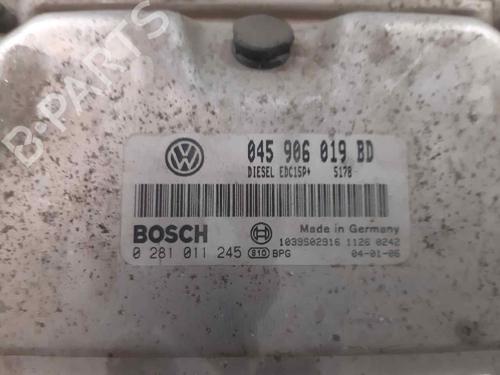 B-PARTS
045 906 019 BD
DIESEL EDC15P+ 5178
BOSCH
Made in Germany
1039S02916 1126 0242
0 281 011 245 810 BPG 04-01-06